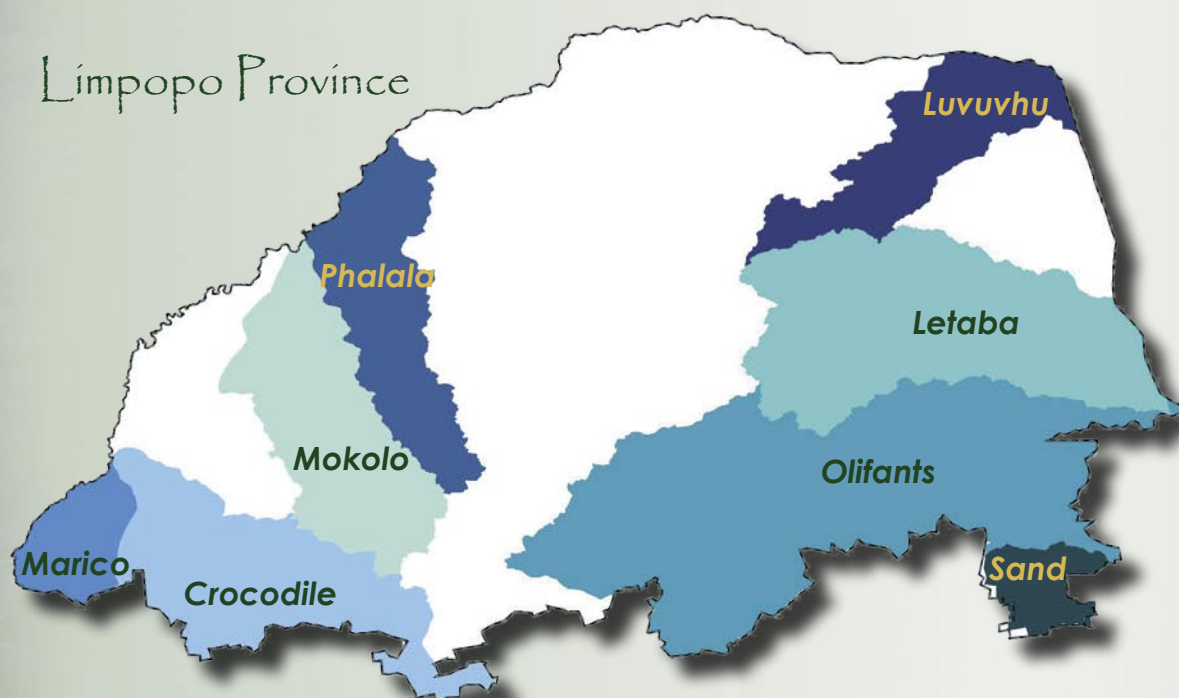 Limpopo Province
Luvuvhu
Phalala
Letaba
Mokolo
Olifants
Marico
Crocodile
Sand